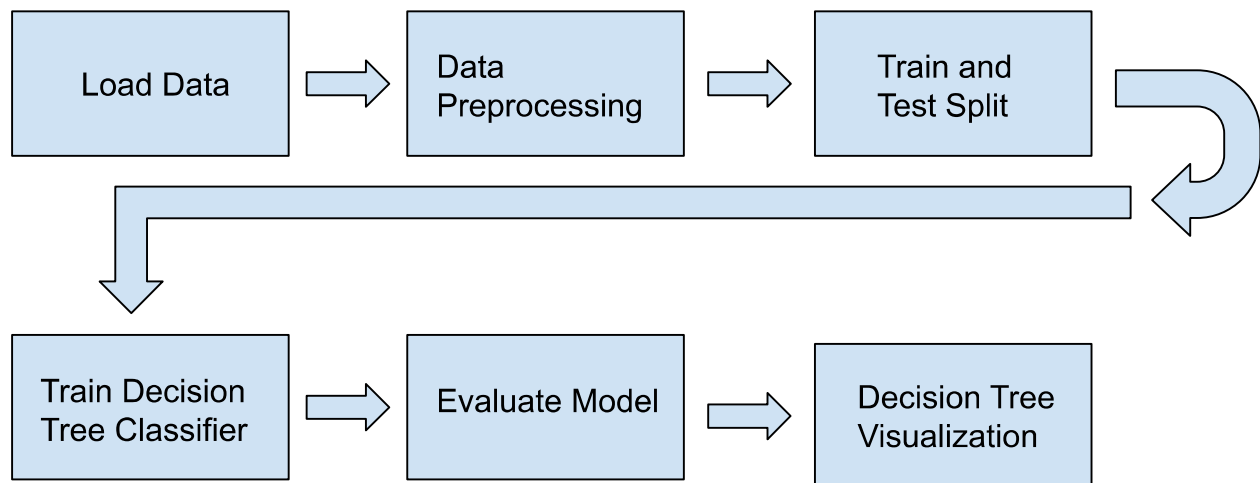 Load Data
Data
Preprocessing
Train and
Test Split
Train Decision
Tree Classifier
Evaluate Model
Decision Tree
Visualization